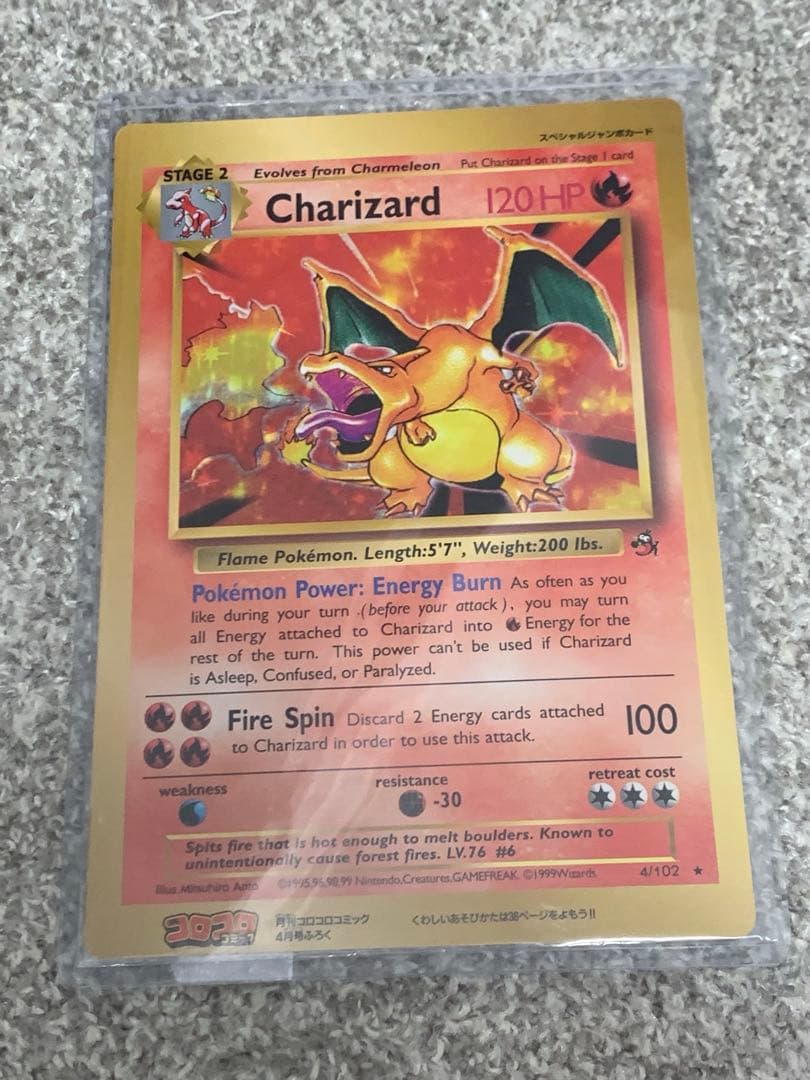 スペシャルジャンボカード
STAGE 2 Evolves from Charmeleon Put Charizard on the Stage 1 card
Charizard 120 HP
Flame Pokémon. Length:5'7", Weight:200 lbs.
Pokémon Power: Energy Burn As often as you
like during your turn (before your attack), you may turn
all Energy attached to Charizard into Energy for the
rest of the turn. This power can't be used if Charizard
is Asleep, Confused, or Paralyzed.
Fire Spin Discard 2 Energy cards attached
to Charizard in order to use this attack.
100
weakness resistance retreat cost
-30
Spits fire that is hot enough to melt boulders. Known to
unintentionally cause forest fires. LV.76 #6
Illus. Mitsuhiro Arita ©1995,96,98,99 Nintendo,Creatures,GAMEFREAK. ©1999Wizards. 4/102 ★
コロコロコミック 月刊コロコロコミック くわしいあそびかたは38ページをよもう!!
4月号ふろく